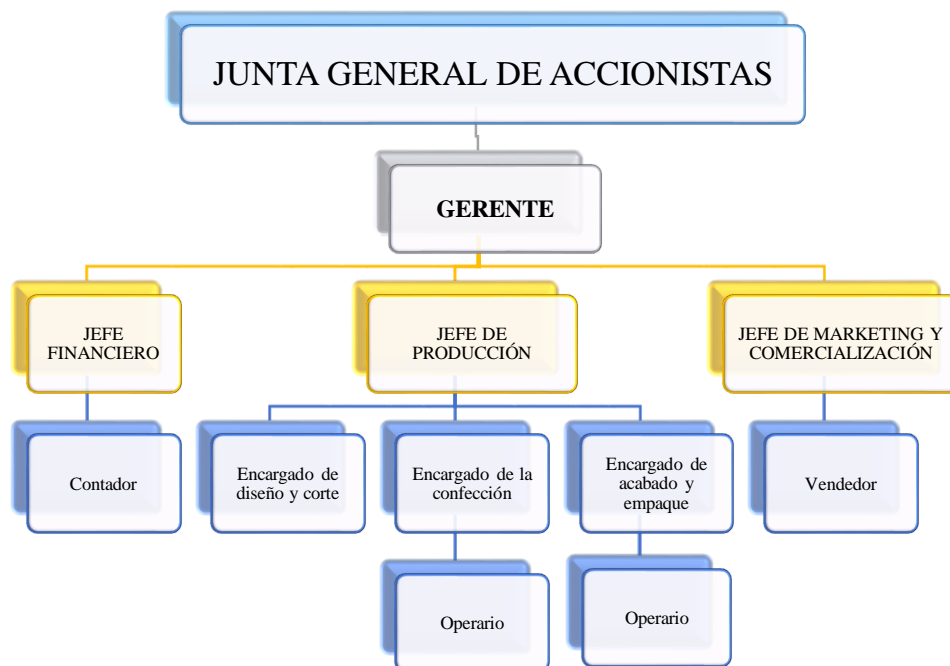 JUNTA GENERAL DE ACCIONISTAS
GERENTE
JEFE
FINANCIERO
JEFE DE
PRODUCCIÓN
JEFE DE MARKETING Y
COMERCIALIZACIÓN
Contador
Encargado de
diseño y corte
Encargado de la
confección
Encargado de
acabado y
empaque
Vendedor
Operario
Operario